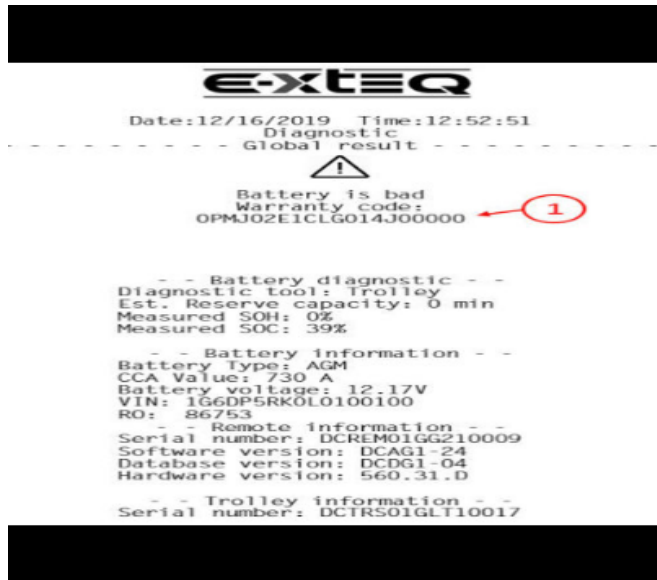 e-xteq
Date:12/16/2019 Time:12:52:51
Diagnostic
- - - - - - - - - - Global result - - - - - - - - - -
Battery is bad
Warranty code:
0PMJ02E1CLG014J00000
1
- - Battery diagnostic - -
Diagnostic tool: Trolley
Est. Reserve capacity: 0 min
Measured SOH: 0%
Measured SOC: 39%
- - Battery information - -
Battery Type: AGM
CCA Value: 730 A
Battery voltage: 12.17V
VIN: 1G6DP5RK0L0100100
RO: 86753
- - Remote information - -
Serial number: DCREM01GG210009
Software version: DCAG1-24
Database version: DCDG1-04
Hardware version: 560.31.D
- - Trolley information - -
Serial number: DCTRS01GLT10017